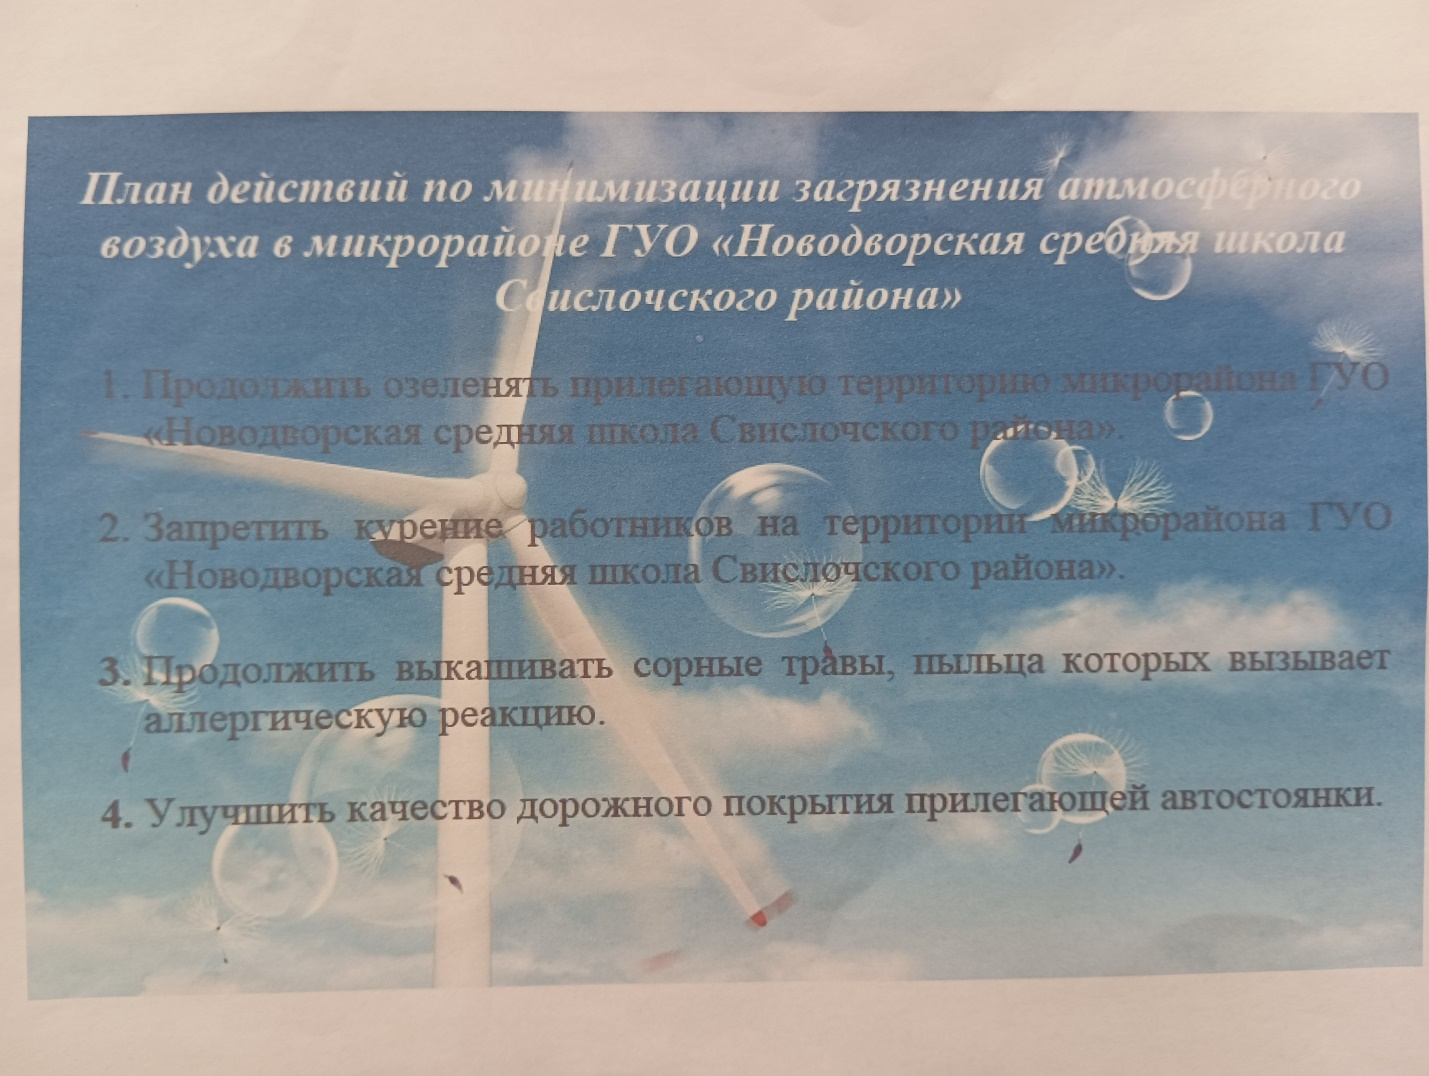 План действий по минимизации загрязнения атмосферного
воздуха в микрорайоне ГУО «Новодворская средняя школа
Свислочского района»
1. Продолжить озеленять прилегающую территорию микрорайона ГУО
«Новодворская средняя школа Свислочского района».
2. Запретить курение работников на территории микрорайона ГУО
«Новодворская средняя школа Свислочского района».
3. Продолжить выкашивать сорные травы, пыльца которых вызывает
аллергическую реакцию.
4. Улучшить качество дорожного покрытия прилегающей автостоянки.